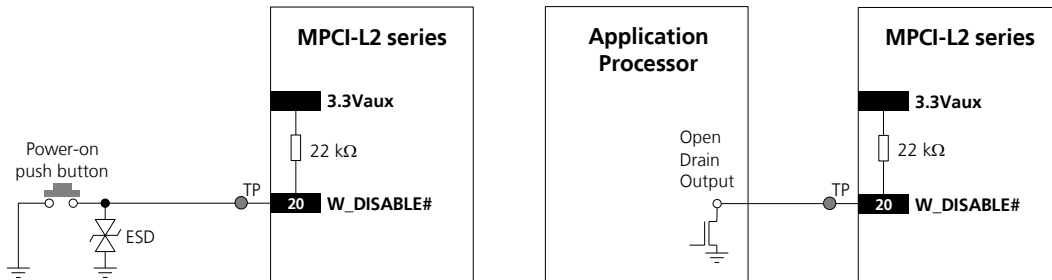 MPCI-L2 series
3.3Vaux
22 kΩ
Power-on
push button
TP
20
W_DISABLE#
ESD
Application
Processor
Open
Drain
Output
MPCI-L2 series
3.3Vaux
22 kΩ
TP
20
W_DISABLE#